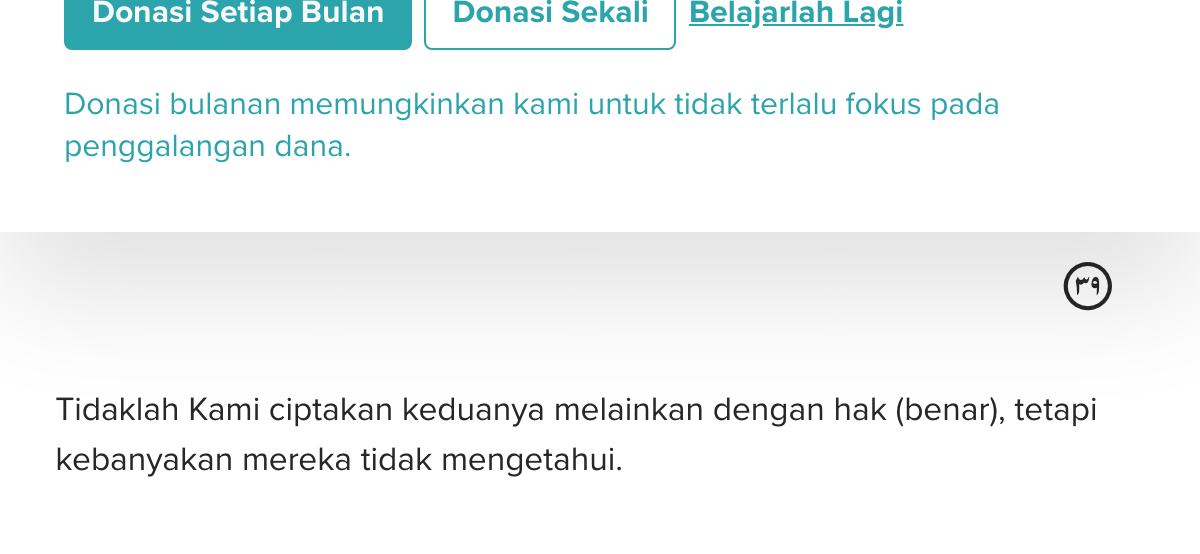 Donasi Setiap Bulan Donasi Sekali Belajarlah Lagi
Donasi bulanan memungkinkan kami untuk tidak terlalu fokus pada
penggalangan dana.
٣٩
Tidaklah Kami ciptakan keduanya melainkan dengan hak (benar), tetapi
kebanyakan mereka tidak mengetahui.